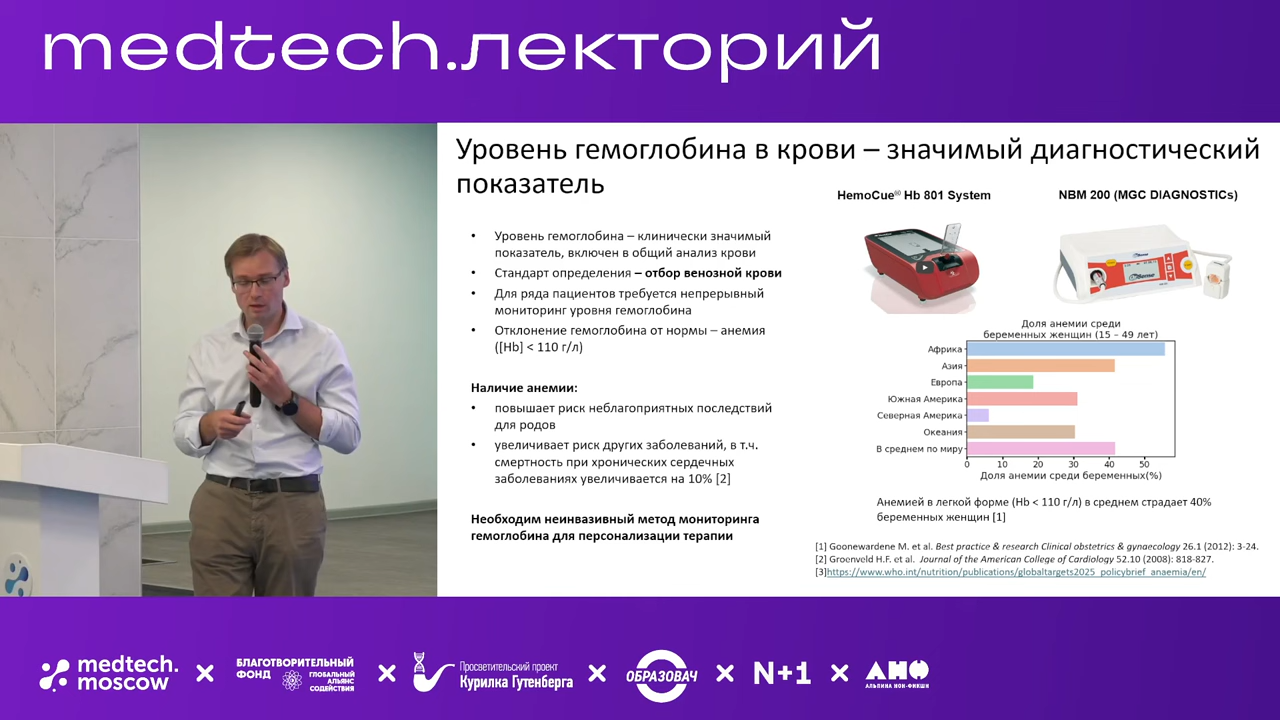 medtech.лекторий
Уровень гемоглобина в крови – значимый диагностический
показатель
• Уровень гемоглобина – клинически значимый
показатель, включен в общий анализ крови
• Стандарт определения – отбор венозной крови
• Для ряда пациентов требуется непрерывный
мониторинг уровня гемоглобина
• Отклонение гемоглобина от нормы – анемия
([Hb] < 110 г/л)
Наличие анемии:
• повышает риск неблагоприятных последствий
для родов
• увеличивает риск других заболеваний, в т.ч.
смертность при хронических сердечных
заболеваниях увеличивается на 10% [2]
Необходим неинвазивный метод мониторинга
гемоглобина для персонализации терапии
HemoCue® Hb 801 System
NBM 200 (MGC DIAGNOSTICs)
Доля анемии среди
беременных женщин (15 – 49 лет)
Африка
Азия
Европа
Южная Америка
Северная Америка
Океания
В среднем по миру
0 10 20 30 40 50
Доля анемии среди беременных(%)
Анемией в легкой форме (Hb < 110 г/л) в среднем страдает 40%
беременных женщин [1]
[1] Goonewardene M. et al. Best practice & research Clinical obstetrics & gynaecology 26.1 (2012): 3-24.
[2] Groenveld H.F. et al. Journal of the American College of Cardiology 52.10 (2008): 818-827.
[3]https://www.who.int/nutrition/publications/globaltargets2025_policybrief_anaemia/en/
medtech.
moscow
БЛАГОТВОРИТЕЛЬНЫЙ
ФОНД
ГЛОБАЛЬНЫЙ
АЛЬЯНС
СОДЕЙСТВИЯ
Просветительский проект
Курилка Гутенберга
ОБРАЗОВАЧ
N+1
АНФ
АЛЬПИНА НОН-ФИКШН